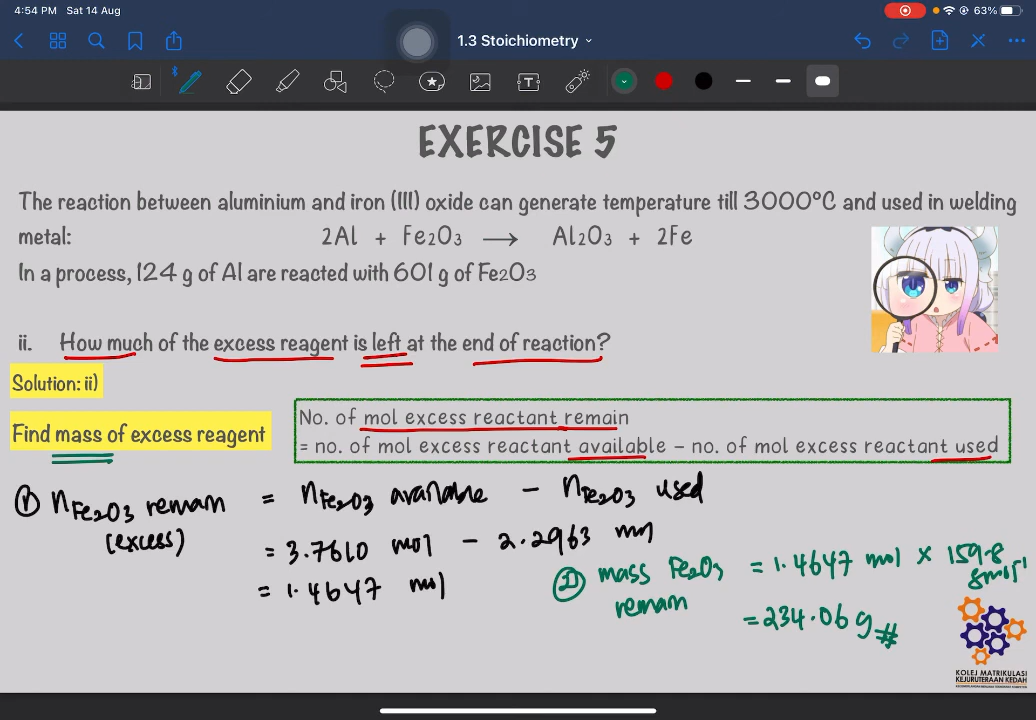 4:54 PM Sat 14 Aug
63%
1.3 Stoichiometry
EXERCISE 5
The reaction between aluminium and iron (III) oxide can generate temperature till 3000°C and used in welding
metal: 2Al + Fe2O3 → Al2O3 + 2Fe
In a process, 124 g of Al are reacted with 601 g of Fe2O3
ii. How much of the excess reagent is left at the end of reaction?
Solution: ii)
Find mass of excess reagent
No. of mol excess reactant remain
= no. of mol excess reactant available – no. of mol excess reactant used
① nFe2O3 remain = nFe2O3 available – nFe2O3 used
(excess)
= 3.7610 mol – 2.2963 mol
= 1.4647 mol
② mass Fe2O3 remain = 1.4647 mol × 159.8 gmol⁻¹
= 234.06 g #
KOLEJ MATRIKULASI
KEJURUTERAAN KEDAH